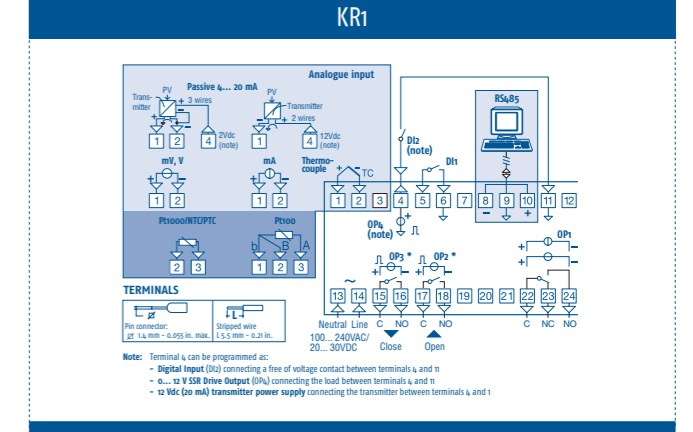 KR1
Analogue input
Passive 4... 20 mA
PV
Trans-
mitter
+ 3 wires
–
1 2 4
2Vdc
(note)
PV
Transmitter
+ 2 wires
–
1 4
12Vdc
(note)
mV, V
+ –
1 2
mA
+ –
1 2
Thermo-
couple
+ – TC
Pt1000/NTC/PTC
2 3
Pt100
b B A
1 2 3
DI2
(note)
DI1
RS485
1 2 3 4 5 6 7 8 9 10 11 12
– +
OP4
(note)
+
–
OP3 *
+ –
OP2 *
+ –
OP1
+ –
+ –
~
13 14 15 16 17 18 19 20 21 22 23 24
Neutral Line C NO C NO C NC NO
100... 240VAC/
20... 30VDC
Close Open
TERMINALS
Ø
L
Pin connector:
Ø 1.4 mm - 0.055 in. max.
Stripped wire
L 5.5 mm - 0.21 in.
Note: Terminal 4 can be programmed as:
– Digital Input (DI2) connecting a free of voltage contact between terminals 4 and 11
– 0... 12 V SSR Drive Output (OP4) connecting the load between terminals 4 and 11
– 12 Vdc (20 mA) transmitter power supply connecting the transmitter between terminals 4 and 1